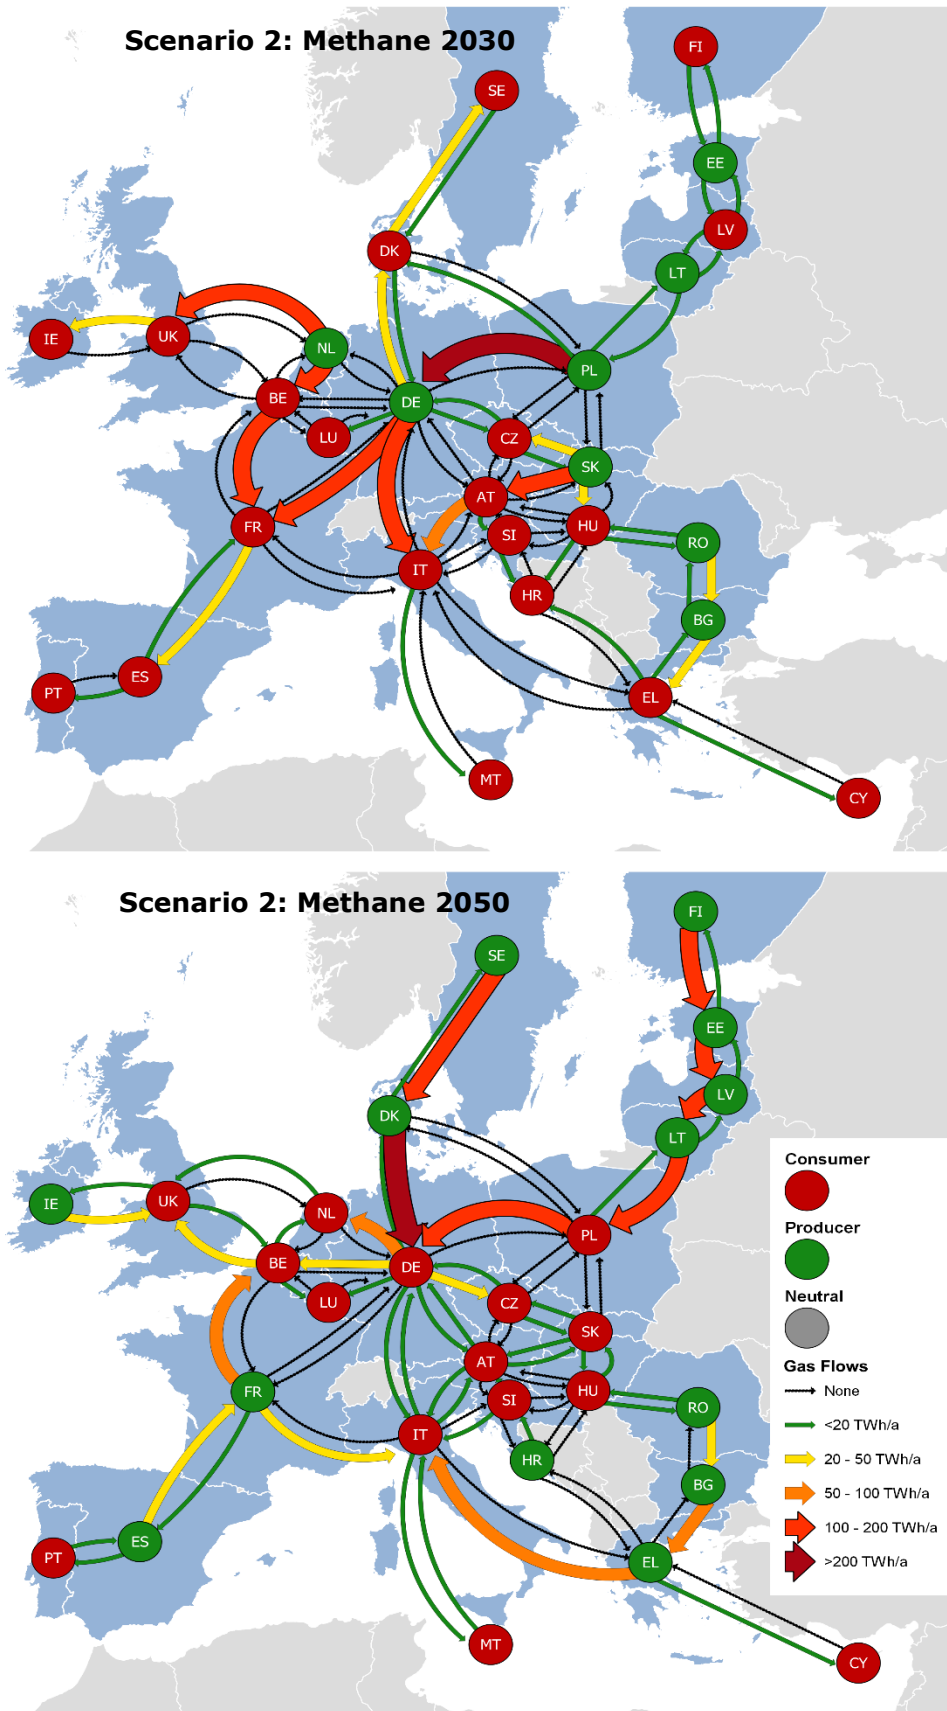 Scenario 2: Methane 2030
FI
SE
EE
LV
DK
LT
IE
UK
NL
PL
BE
DE
LU
CZ
SK
AT
FR
SI
HU
RO
IT
HR
BG
PT
ES
EL
MT
CY
Scenario 2: Methane 2050
FI
SE
EE
LV
DK
LT
IE
UK
NL
PL
BE
DE
LU
CZ
SK
AT
FR
SI
HU
RO
IT
HR
BG
PT
ES
EL
MT
CY
Consumer
Producer
Neutral
Gas Flows
None
<20 TWh/a
20 - 50 TWh/a
50 - 100 TWh/a
100 - 200 TWh/a
>200 TWh/a